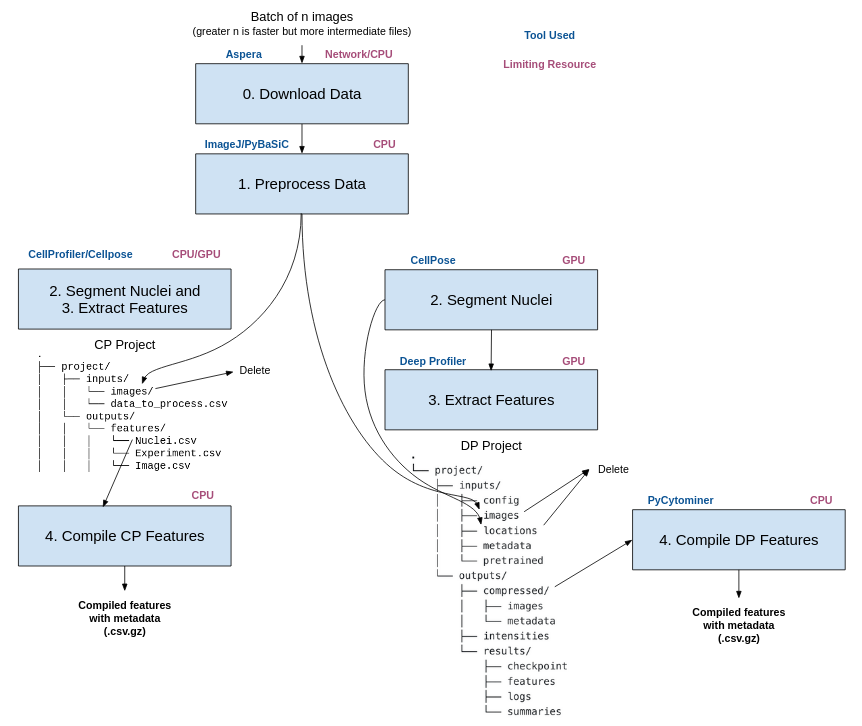 Batch of n images
(greater n is faster but more intermediate files)
Tool Used
Limiting Resource
Aspera
Network/CPU
0. Download Data
ImageJ/PyBaSiC
CPU
1. Preprocess Data
CellProfiler/Cellpose
CPU/GPU
2. Segment Nuclei and
3. Extract Features
CP Project
.
├── project/
│   ├── inputs/
│   │   └── images/
│   │   └── data_to_process.csv
│   └── outputs/
│   │   └── features/
│   │   │   └── Nuclei.csv
│   │   │   └── Experiment.csv
│   │   │   └── Image.csv
Delete
CPU
4. Compile CP Features
Compiled features
with metadata
(.csv.gz)
CellPose
GPU
2. Segment Nuclei
Deep Profiler
GPU
3. Extract Features
DP Project
.
└── project/
    ├── inputs/
    │   ├── config
    │   ├── images
    │   ├── locations
    │   ├── metadata
    │   └── pretrained
    └── outputs/
        ├── compressed/
        │   ├── images
        │   └── metadata
        ├── intensities
        └── results/
            ├── checkpoint
            ├── features
            ├── logs
            └── summaries
Delete
PyCytominer
CPU
4. Compile DP Features
Compiled features
with metadata
(.csv.gz)